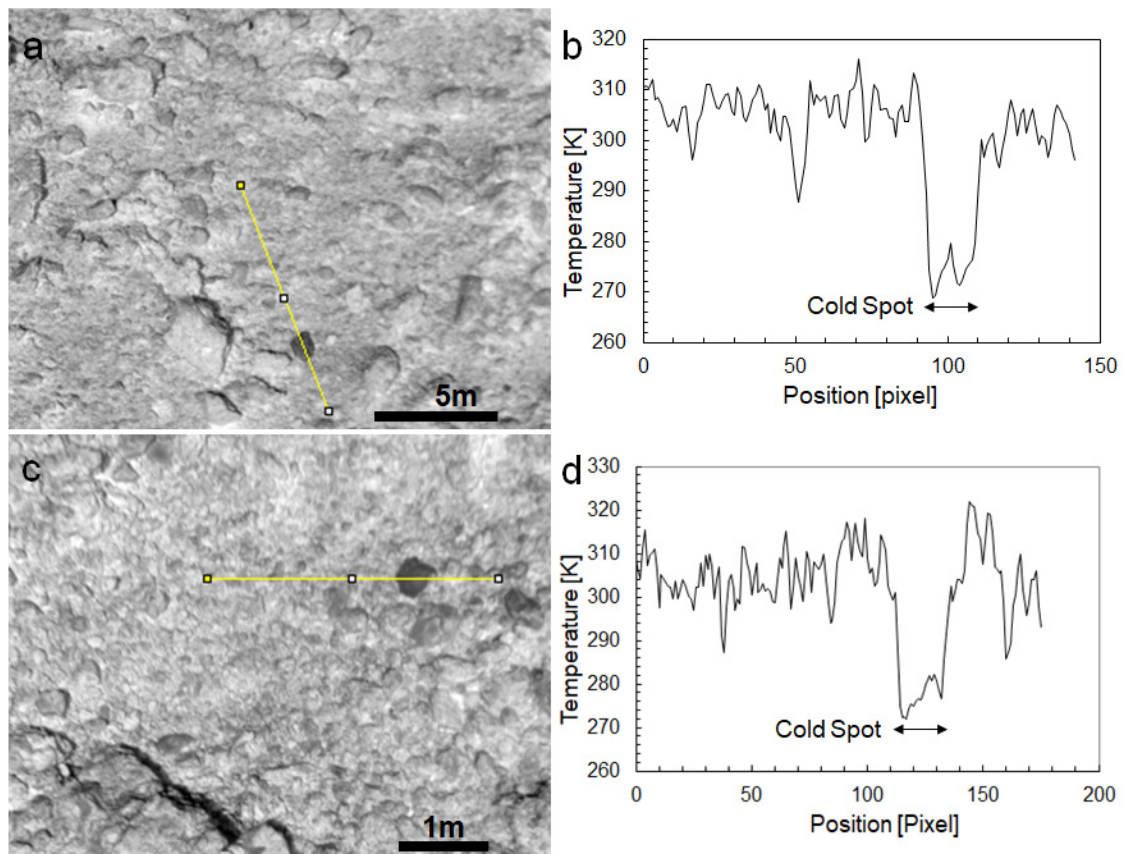 a
5m
b
320
310
300
290
280
270
260
Temperature [K]
Cold Spot
0
50
100
150
Position [pixel]
c
1m
d
330
320
310
300
290
280
270
260
Temperature [K]
Cold Spot
0
50
100
150
200
Position [Pixel]